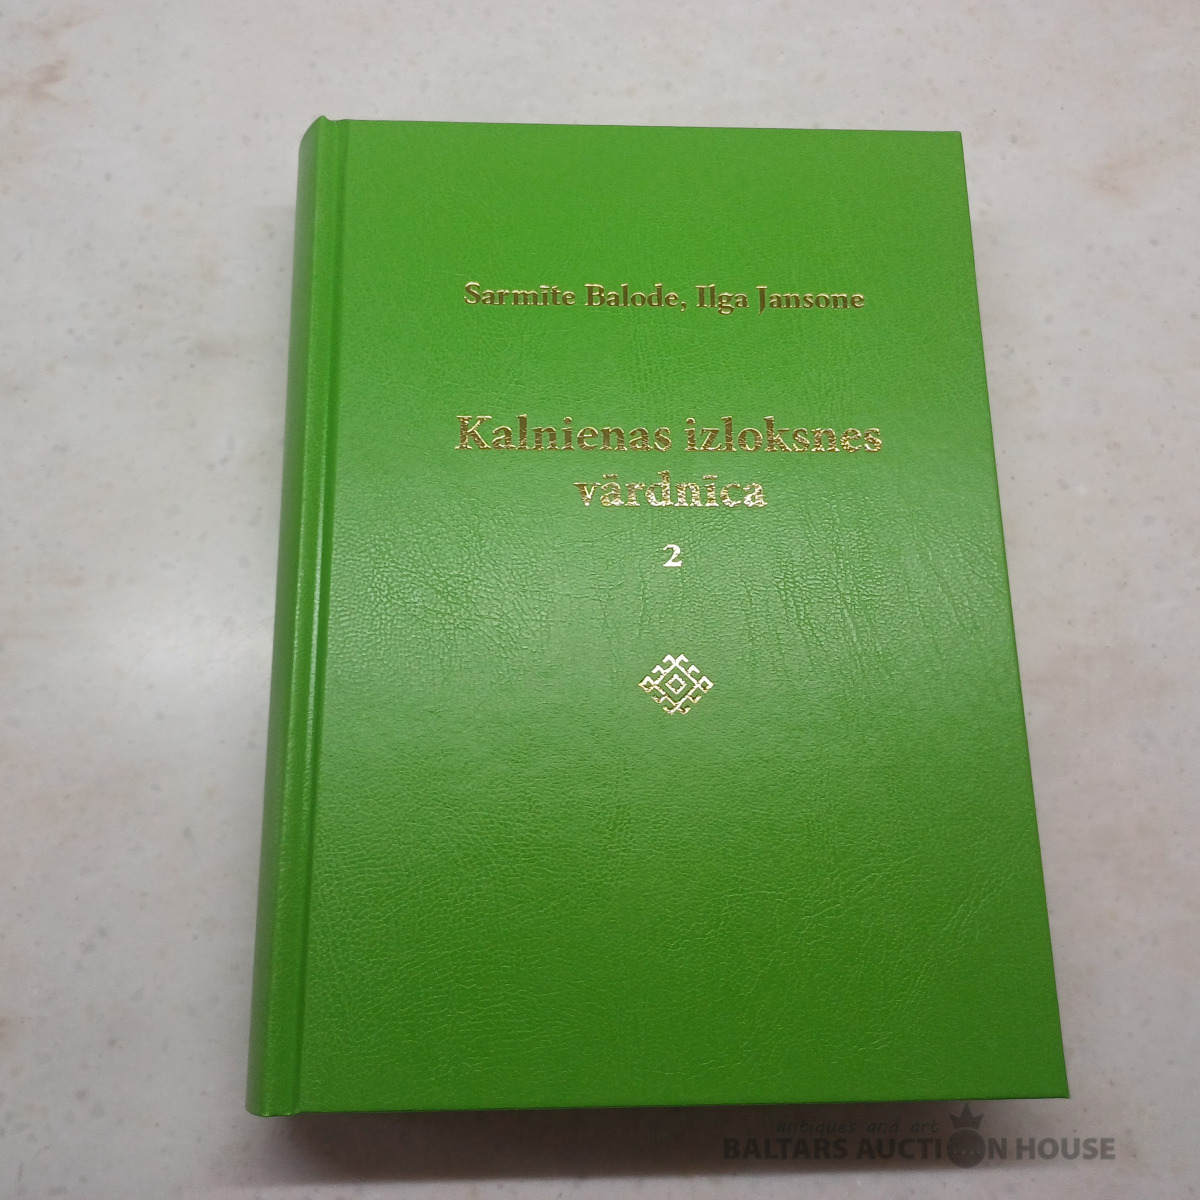 Sarmīte Balode, Ilga Jansone
Kalnienas izloksnes
vārdnīca
2
antiques and art
BALTARS AUCTION HOUSE